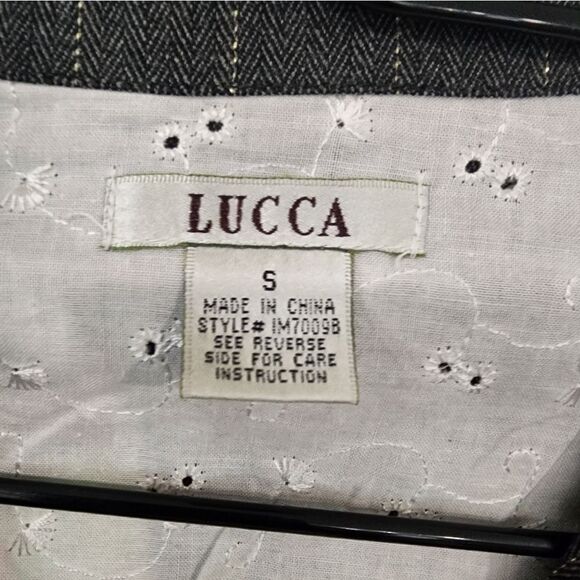 LUCCA
S
MADE IN CHINA
STYLE# IM7009B
SEE REVERSE
SIDE FOR CARE
INSTRUCTION